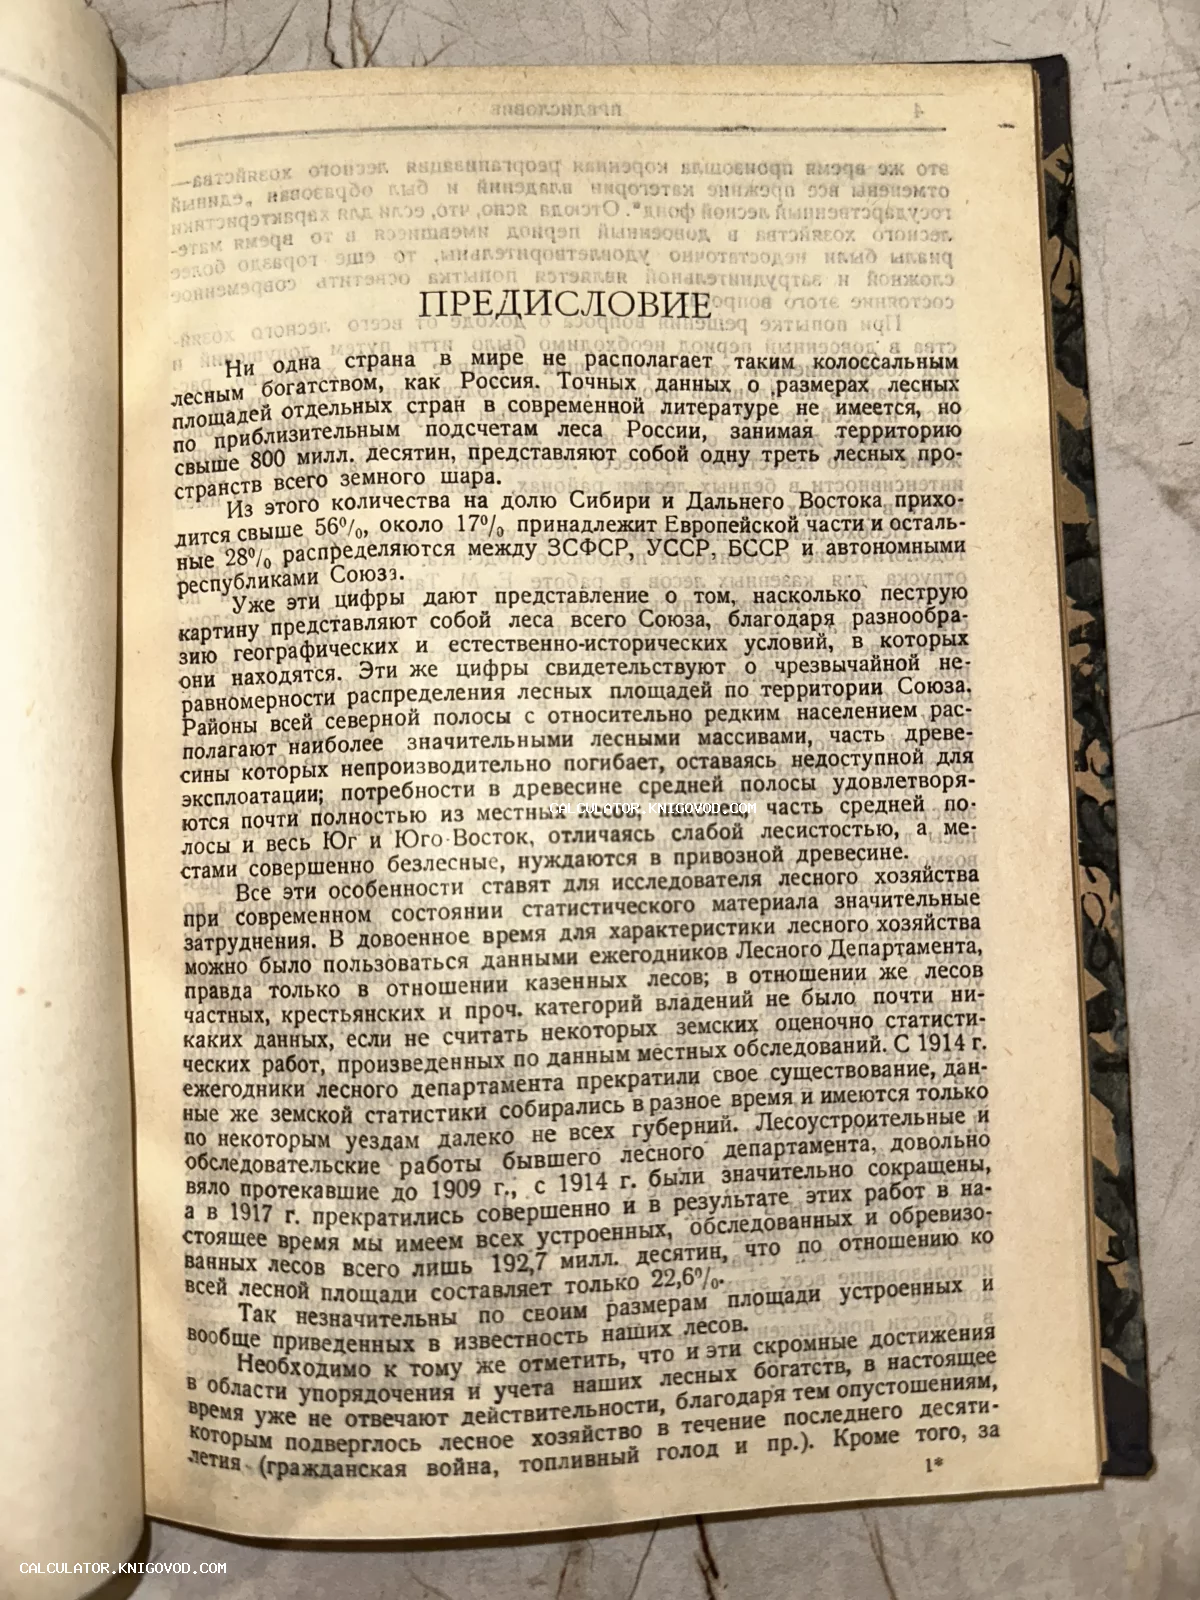 ПРЕДИСЛОВИЕ
Ни одна страна в мире не располагает таким колоссальным
лесным богатством, как Россия. Точных данных о размерах лесных
площадей отдельных стран в современной литературе не имеется, но
по приблизительным подсчетам леса России, занимая территорию
свыше 800 милл. десятин, представляют собой одну треть лесных про-
странств всего земного шара.
Из этого количества на долю Сибири и Дальнего Востока прихо-
дится свыше 56%, около 17% принадлежит Европейской части и осталь-
ные 28% распределяются между ЗСФСР, УССР, БССР и автономными
республиками Союзз.
Уже эти цифры дают представление о том, насколько пеструю
картину представляют собой леса всего Союза, благодаря разнообра-
зию географических и естественно-исторических условий, в которых
они находятся. Эти же цифры свидетельствуют о чрезвычайной не-
равномерности распределения лесных площадей по территории Союза.
Районы всей северной полосы с относительно редким населением рас-
полагают наиболее значительными лесными массивами, часть древе-
сины которых непроизводительно погибает, оставаясь недоступной для
эксплоатации; потребности в древесине средней полосы удовлетворя-
ются почти полностью из местных лесов; наконец, часть средней по-
CALCULATOR.KNIGOVOD.COM
лосы и весь Юг и Юго-Восток, отличаясь слабой лесистостью, а ме-
стами совершенно безлесные, нуждаются в привозной древесине.
Все эти особенности ставят для исследователя лесного хозяйства
при современном состоянии статистического материала значительные
затруднения. В довоенное время для характеристики лесного хозяйства
можно было пользоваться данными ежегодников Лесного Департамента,
правда только в отношении казенных лесов; в отношении же лесов
частных, крестьянских и проч. категорий владений не было почти ни-
каких данных, если не считать некоторых земских оценочно статисти-
ческих работ, произведенных по данным местных обследований. С 1914 г.
ежегодники лесного департамента прекратили свое существование, дан-
ные же земской статистики собирались в разное время и имеются только
по некоторым уездам далеко не всех губерний. Лесоустроительные и
обследовательские работы бывшего лесного департамента, довольно
вяло протекавшие до 1909 г., с 1914 г. были значительно сокращены,
а в 1917 г. прекратились совершенно и в результате этих работ в на-
стоящее время мы имеем всех устроенных, обследованных и обревизо-
ванных лесов всего лишь 192,7 милл. десятин, что по отношению ко
всей лесной площади составляет только 22,6%.
Так незначительны по своим размерам площади устроенных и
вообще приведенных в известность наших лесов.
Необходимо к тому же отметить, что и эти скромные достижения
в области упорядочения и учета наших лесных богатств, в настоящее
время уже не отвечают действительности, благодаря тем опустошениям,
которым подверглось лесное хозяйство в течение последнего десяти-
летия (гражданская война, топливный голод и пр.). Кроме того, за
1*
CALCULATOR.KNIGOVOD.COM